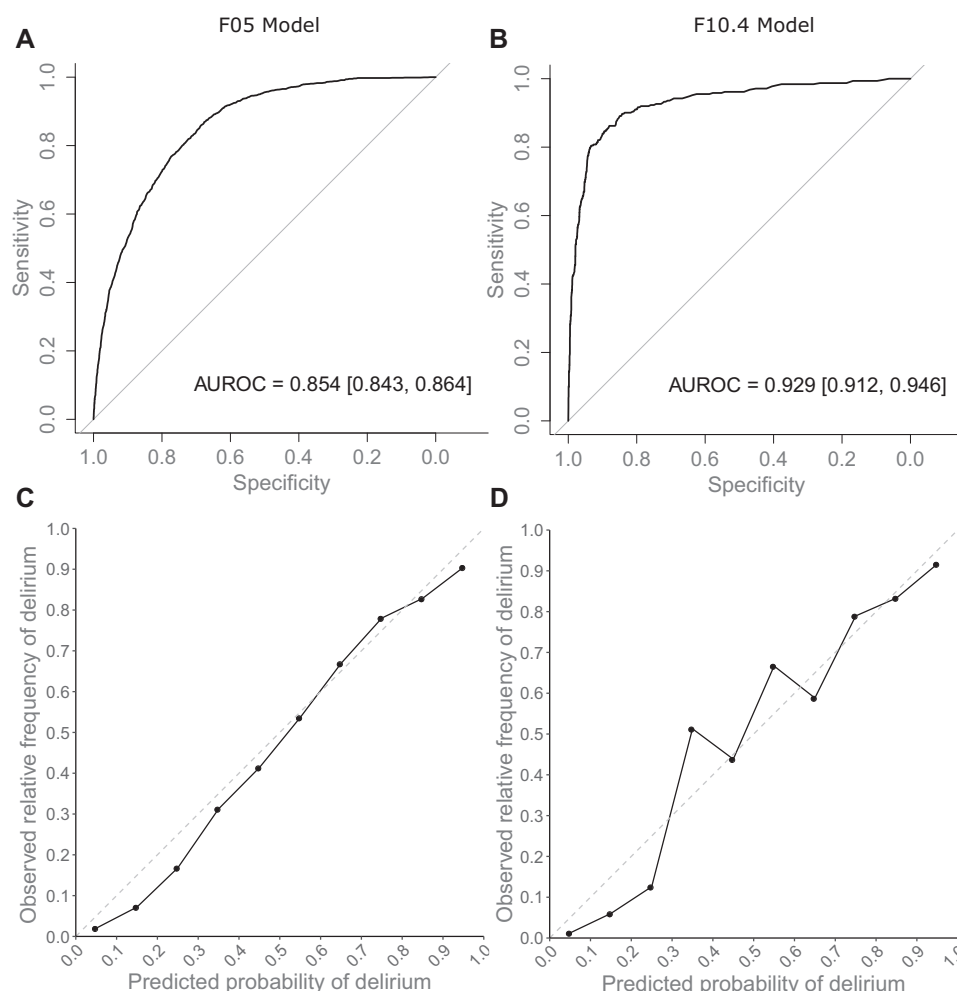 F05 Model
F10.4 Model
A
B
Sensitivity
1.0
0.8
0.6
0.4
0.2
0.0
AUROC = 0.854 [0.843, 0.864]
1.0 0.8 0.6 0.4 0.2 0.0
Specificity
Sensitivity
1.0
0.8
0.6
0.4
0.2
0.0
AUROC = 0.929 [0.912, 0.946]
1.0 0.8 0.6 0.4 0.2 0.0
Specificity
C
Observed relative frequency of delirium
1.0
0.9
0.8
0.7
0.6
0.5
0.4
0.3
0.2
0.1
0.0
0.0 0.1 0.2 0.3 0.4 0.5 0.6 0.7 0.8 0.9 1.0
Predicted probability of delirium
D
Observed relative frequency of delirium
1.0
0.9
0.8
0.7
0.6
0.5
0.4
0.3
0.2
0.1
0.0
0.0 0.1 0.2 0.3 0.4 0.5 0.6 0.7 0.8 0.9 1.0
Predicted probability of delirium